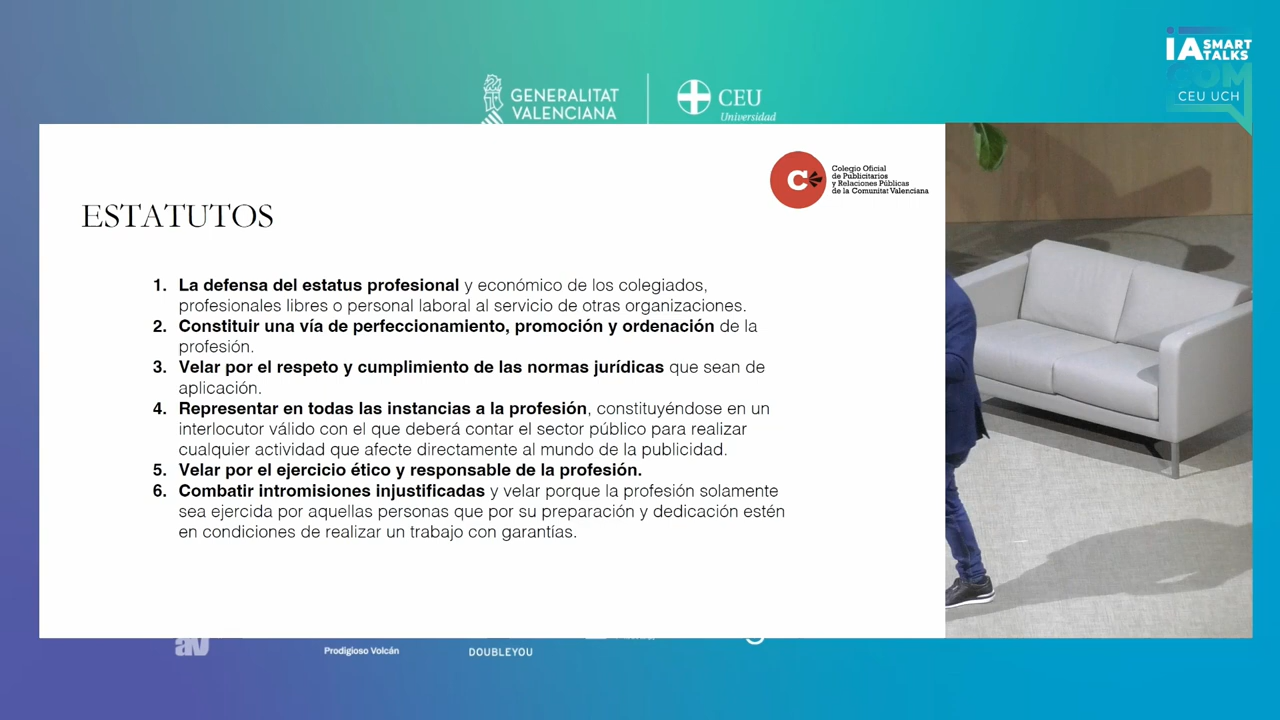 IA SMART TALKS
COM
CEU UCH
GENERALITAT
VALENCIANA
CEU
Universidad
C
Colegio Oficial
de Publicitarios
y Relaciones Públicas
de la Comunitat Valenciana
ESTATUTOS
1. La defensa del estatus profesional y económico de los colegiados,
profesionales libres o personal laboral al servicio de otras organizaciones.
2. Constituir una vía de perfeccionamiento, promoción y ordenación de la
profesión.
3. Velar por el respeto y cumplimiento de las normas jurídicas que sean de
aplicación.
4. Representar en todas las instancias a la profesión, constituyéndose en un
interlocutor válido con el que deberá contar el sector público para realizar
cualquier actividad que afecte directamente al mundo de la publicidad.
5. Velar por el ejercicio ético y responsable de la profesión.
6. Combatir intromisiones injustificadas y velar porque la profesión solamente
sea ejercida por aquellas personas que por su preparación y dedicación estén
en condiciones de realizar un trabajo con garantías.
Prodigioso Volcán
DOUBLEYOU